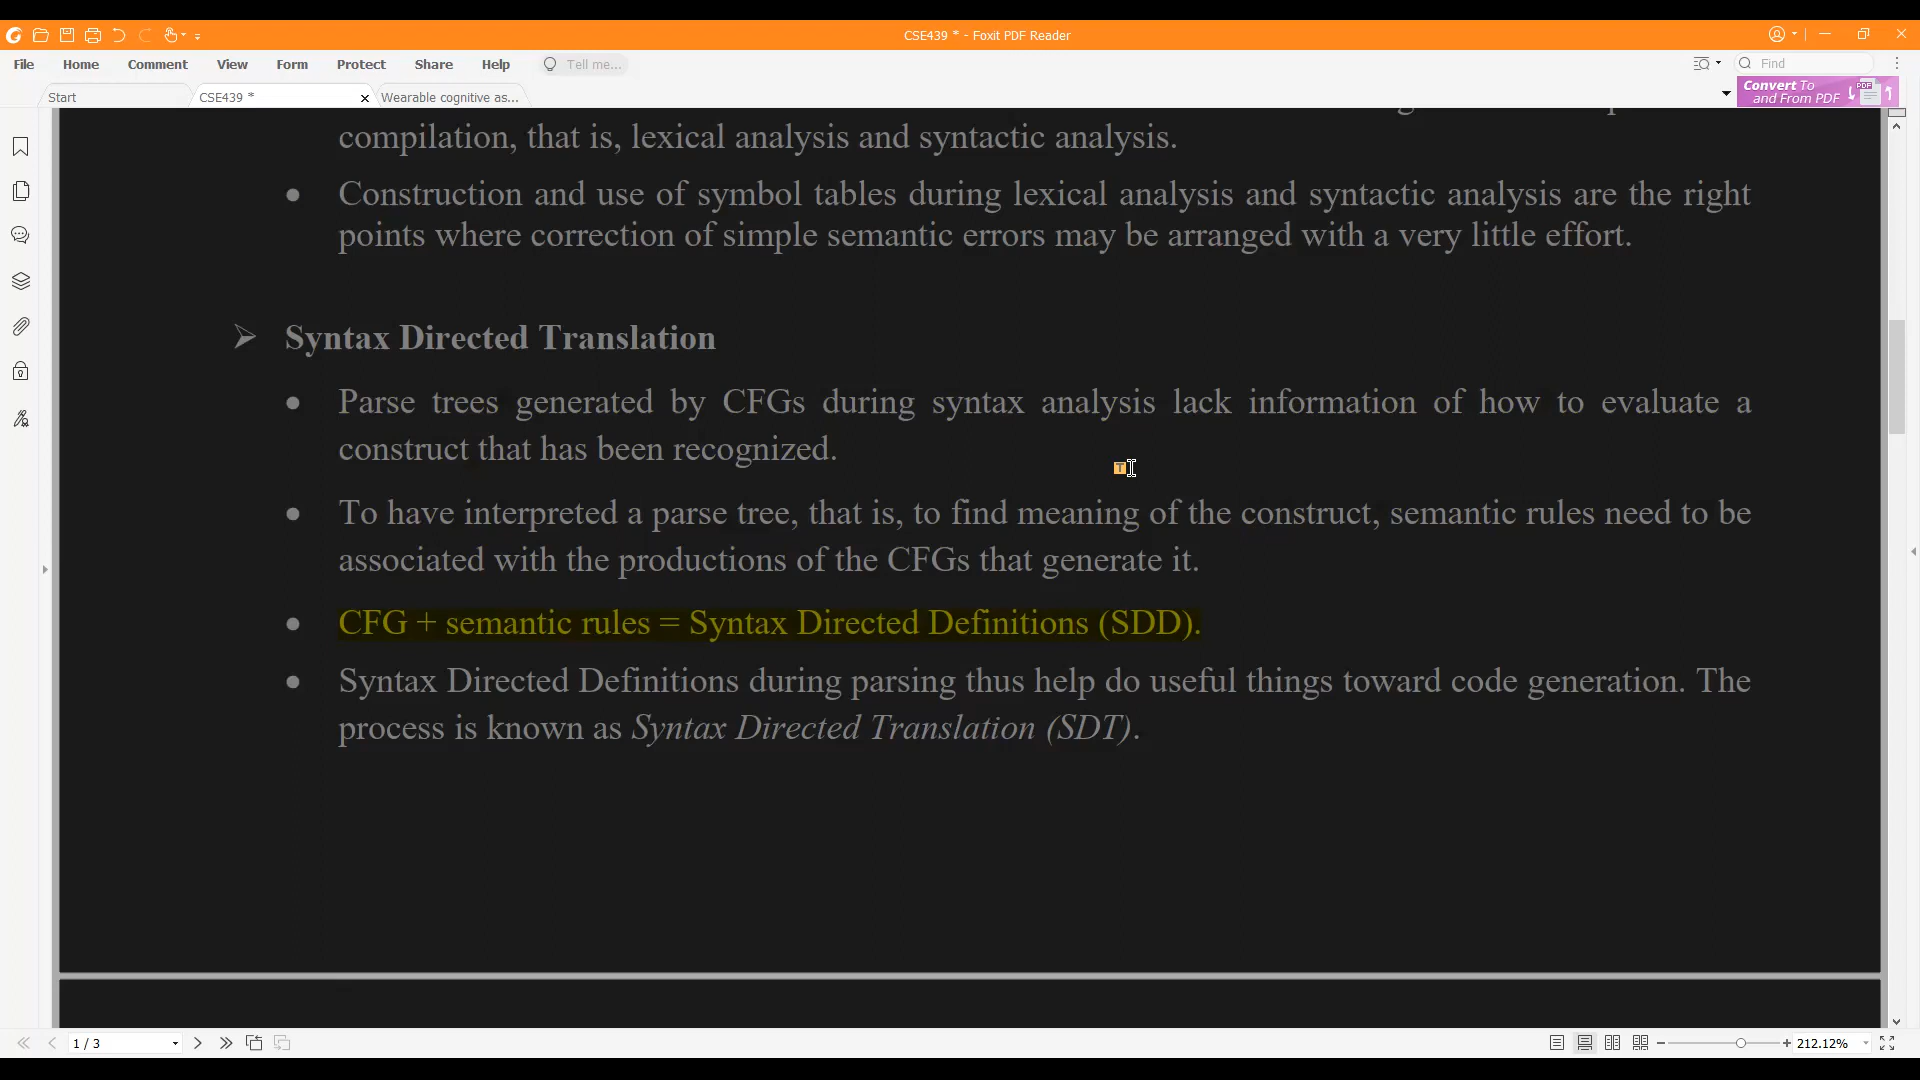 CSE439 * - Foxit PDF Reader
File Home Comment View Form Protect Share Help Tell me... Find
Start CSE439 * Wearable cognitive as... Convert To and From PDF PDF
compilation, that is, lexical analysis and syntactic analysis.
● Construction and use of symbol tables during lexical analysis and syntactic analysis are the right
points where correction of simple semantic errors may be arranged with a very little effort.
➢ Syntax Directed Translation
● Parse trees generated by CFGs during syntax analysis lack information of how to evaluate a
construct that has been recognized.
● To have interpreted a parse tree, that is, to find meaning of the construct, semantic rules need to be
associated with the productions of the CFGs that generate it.
● CFG + semantic rules = Syntax Directed Definitions (SDD).
● Syntax Directed Definitions during parsing thus help do useful things toward code generation. The
process is known as Syntax Directed Translation (SDT).
1 / 3 212.12%